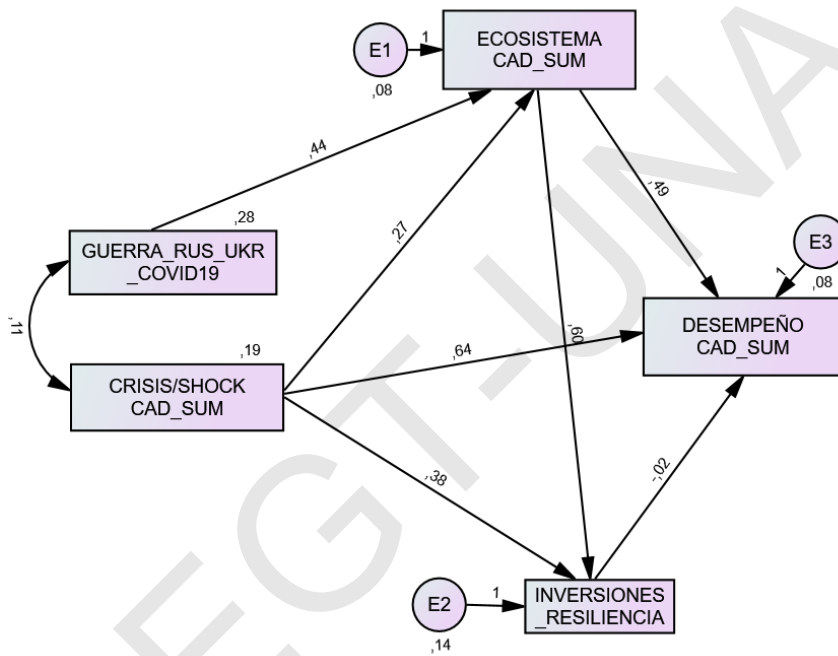 E1
1
,08
ECOSISTEMA
CAD_SUM
,44
,27
,49
,28
GUERRA_RUS_UKR
_COVID19
,11
E3
1
,08
DESEMPEÑO
CAD_SUM
,60
,64
,19
CRISIS/SHOCK
CAD_SUM
,38
-,02
E2
1
,14
INVERSIONES
_RESILIENCIA
EGT-UNA